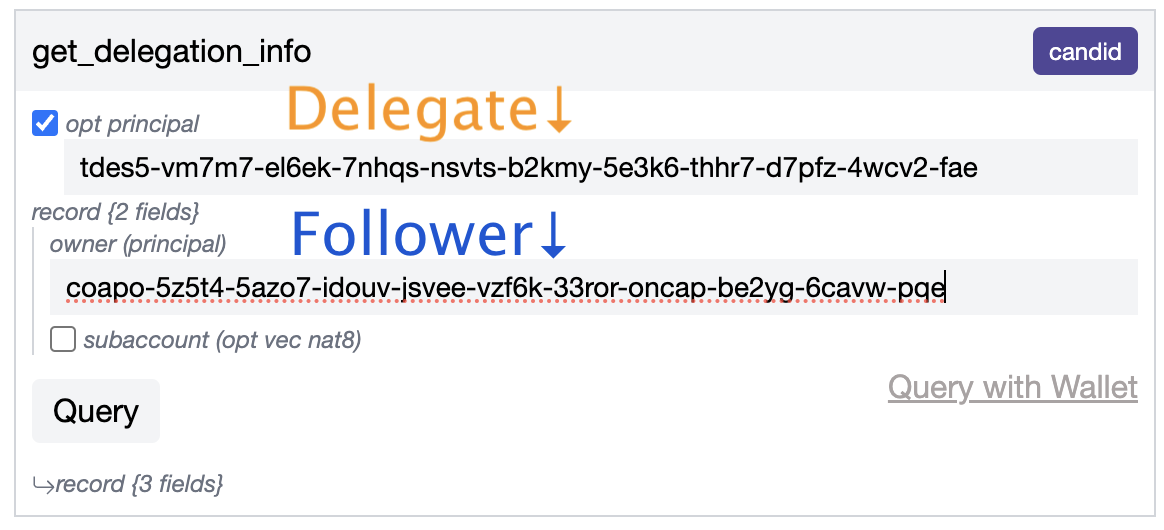 get_delegation_info
candid
Delegate↓
opt principal
tdes5-vm7m7-el6ek-7nhqs-nsvts-b2kmy-5e3k6-thhr7-d7pfz-4wcv2-fae
record {2 fields}
Follower↓
owner (principal)
coapo-5z5t4-5azo7-idouv-jsvee-vzf6k-33ror-oncap-be2yg-6cavw-pqe
subaccount (opt vec nat8)
Query with Wallet
Query
↳record {3 fields}